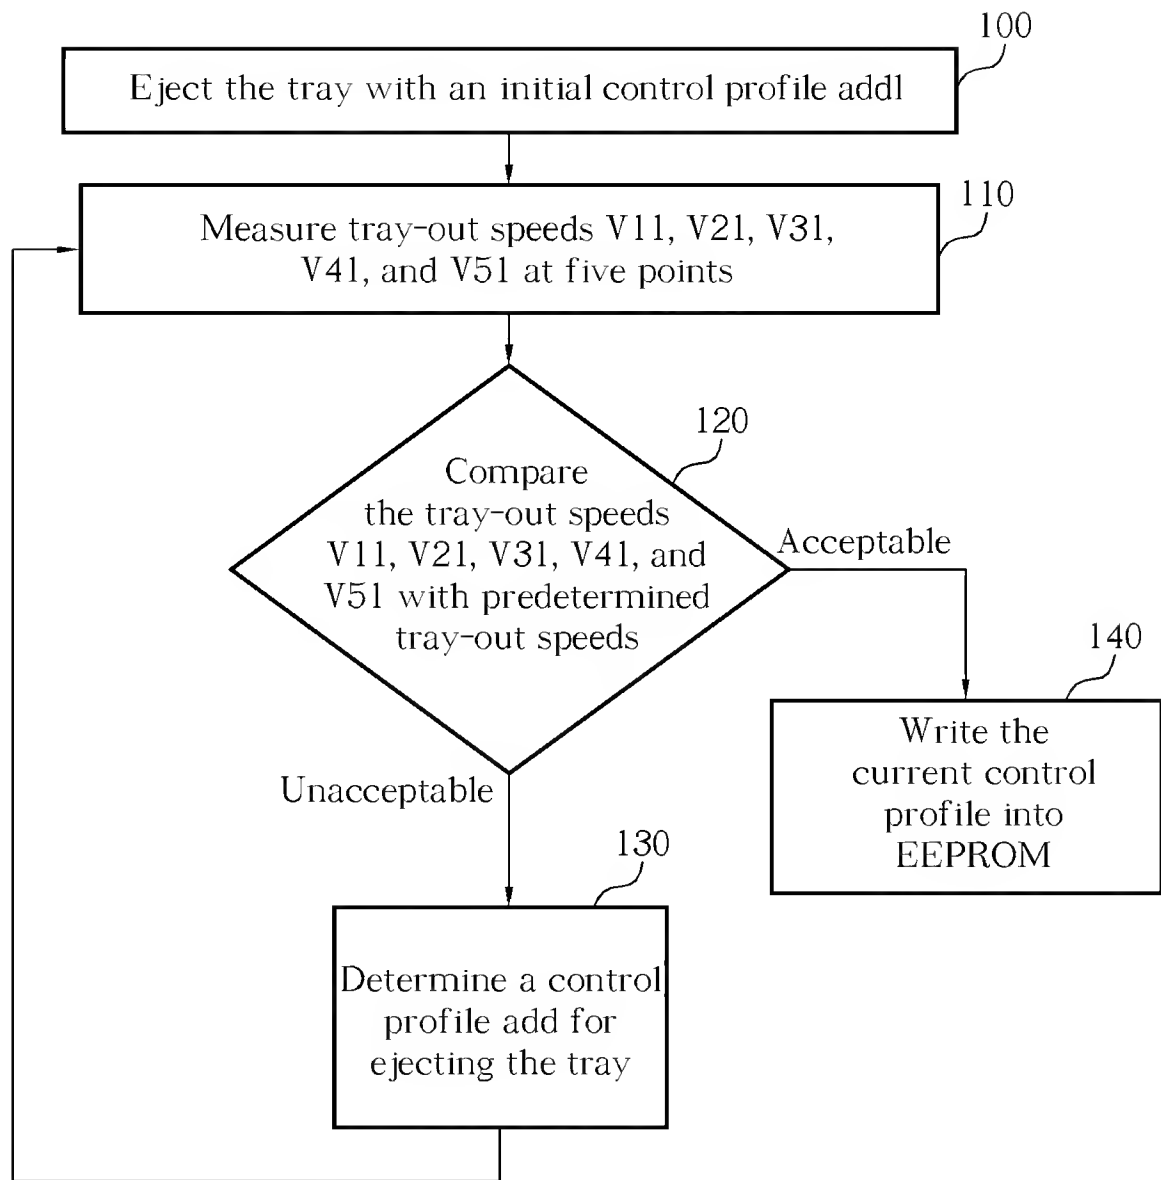 100
Eject the tray with an initial control profile add1
110
Measure tray-out speeds V11, V21, V31,
V41, and V51 at five points
120
Compare
the tray-out speeds
V11, V21, V31, V41, and
V51 with predetermined
tray-out speeds
Acceptable
140
Write the
current control
profile into
EEPROM
Unacceptable
130
Determine a control
profile add for
ejecting the tray